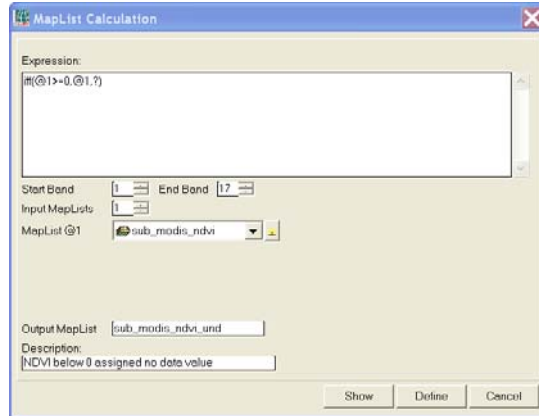 MapList Calculation
Expression:
iff(@1>=0,@1,?)
Start Band 1 End Band 17
Input MapLists 1
MapList @1 sub_modis_ndvi
Output MapList sub_modis_ndvi_und
Description:
NDVI below 0 assigned no data value
Show Define Cancel